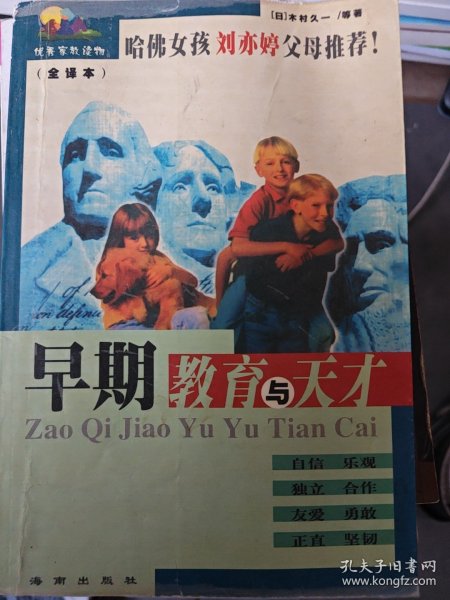 [日]木村久一 /等著
优秀家教读物
哈佛女孩刘亦婷父母推荐!
(全译本)
早期教育与天才
Zao Qi Jiao Yu Yu Tian Cai
自信 乐观
独立 合作
友爱 勇敢
正直 坚韧
海南出版社
孔夫子旧书网
www.kongfz.com